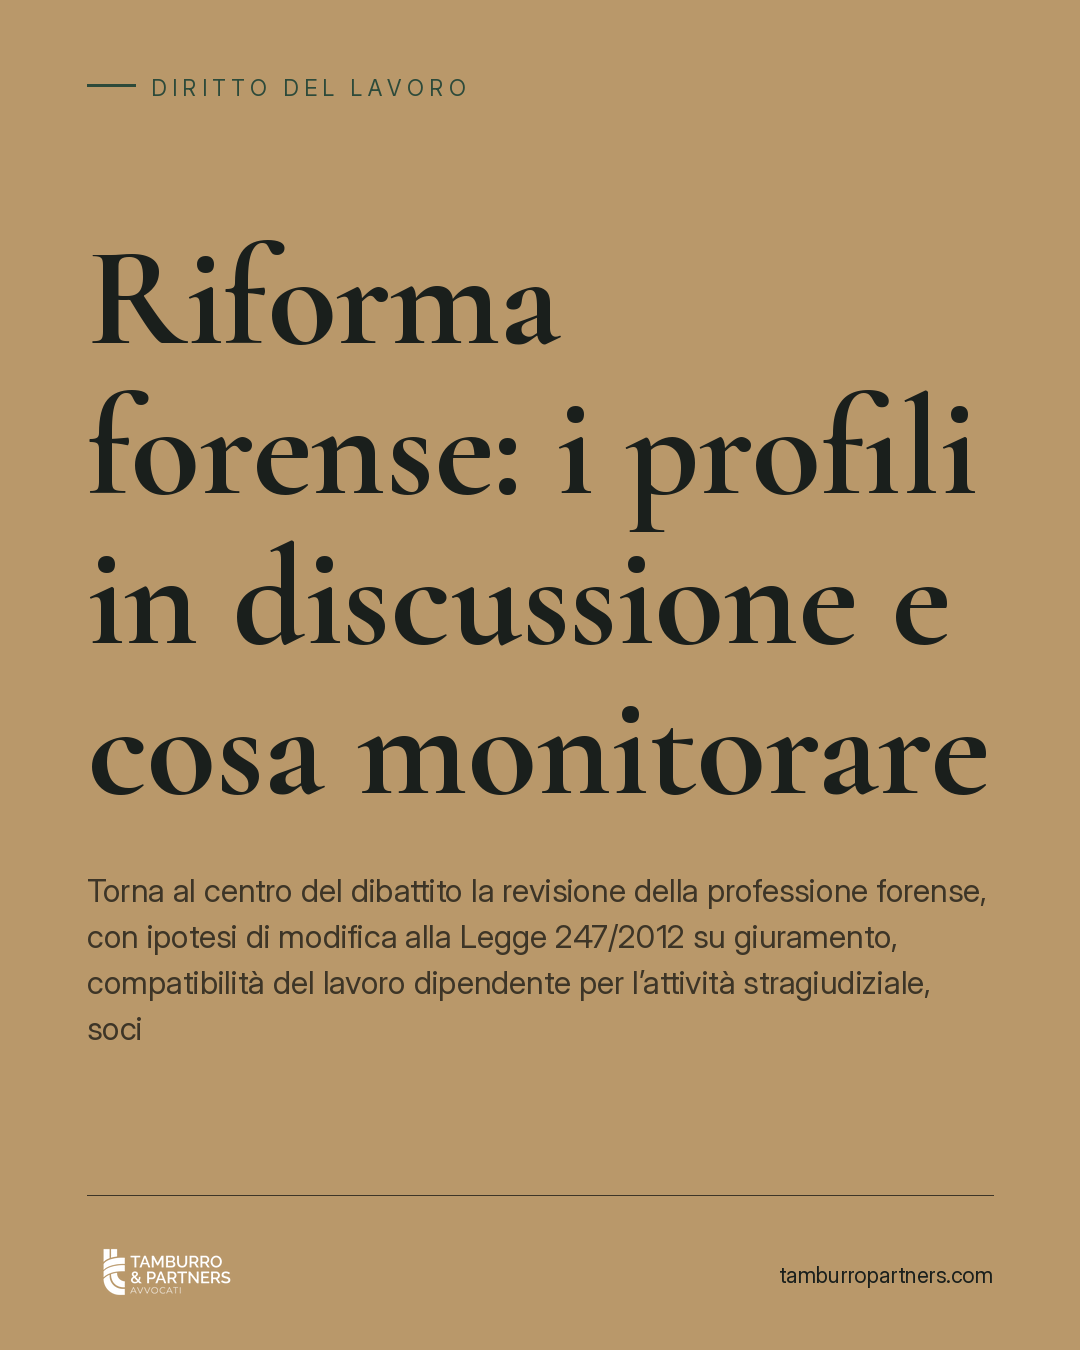 DIRITTO DEL LAVORO
Riforma
forense: i profili
in discussione e
cosa monitorare
Torna al centro del dibattito la revisione della professione forense,
con ipotesi di modifica alla Legge 247/2012 su giuramento,
compatibilità del lavoro dipendente per l’attività stragiudiziale,
soci
TAMBURRO
& PARTNERS
AVVOCATI
tamburropartners.com